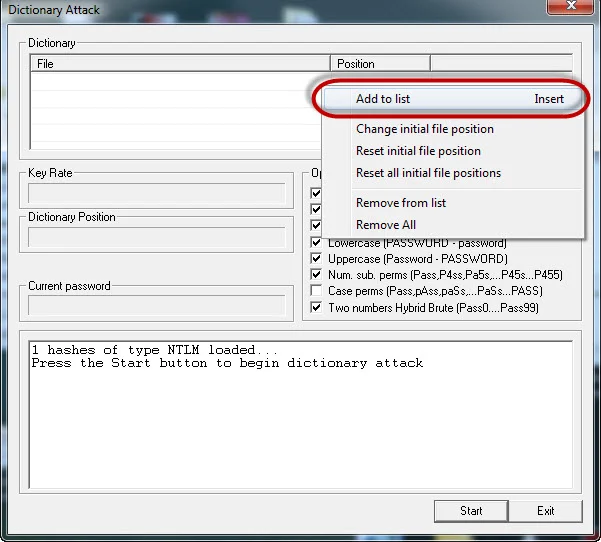 Dictionary Attack
Dictionary
File Position
Add to list Insert
Change initial file position
Reset initial file position
Reset all initial file positions
Remove from list
Remove All
Key Rate
Dictionary Position
Current password
Lowercase (PASSWORD - password)
Uppercase (Password - PASSWORD)
Num. sub. perms (Pass,P4ss,Pa5s,...P45s...P455)
Case perms (Pass,pAss,paSs,...PaSs...PASS)
Two numbers Hybrid Brute (Pass0....Pass99)
1 hashes of type NTLM loaded...
Press the Start button to begin dictionary attack
Start Exit